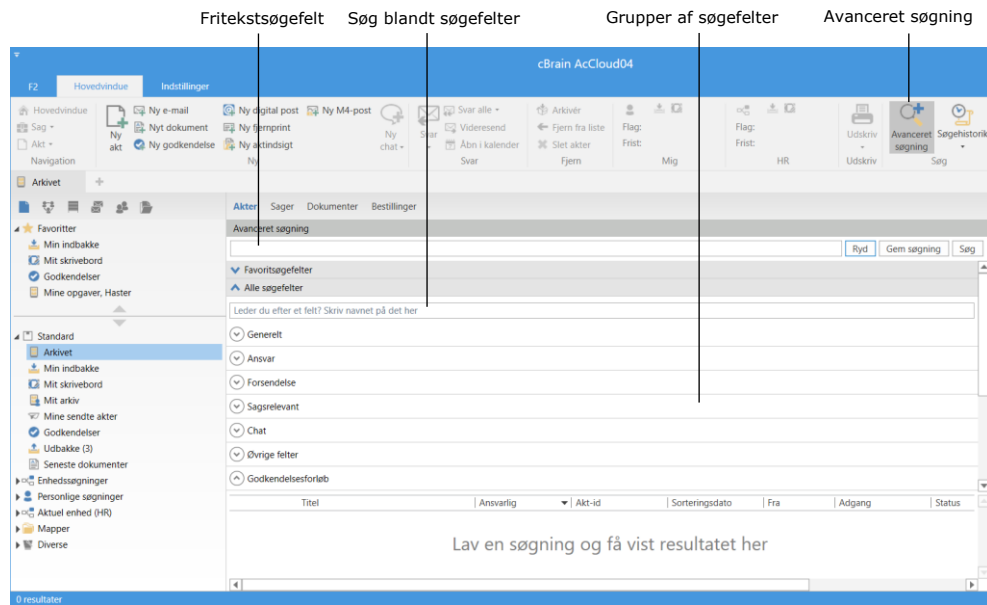 Fritekstsøgefelt Søg blandt søgefelter Grupper af søgefelter Avanceret søgning
cBrain AcCloud04
F2 Hovedvindue Indstillinger
Hovedvindue Ny e-mail Ny digital post Ny M4-post Svar alle Arkivér
Sag Nyt dokument Ny fjernprint Videresend Fjern fra liste Flag: Flag:
Akt Ny akt Ny godkendelse Ny aktindsigt Ny chat Svar Åbn i kalender Slet akter Frist: Frist: Udskriv Avanceret søgning Søgehistorik
Navigation Ny Svar Fjern Mig HR Udskriv Søg
Arkivet +
Akter Sager Dokumenter Bestillinger
Favoritter Avanceret søgning
Min indbakke Ryd Gem søgning Søg
Mit skrivebord
Godkendelser Favoritsøgefelter
Mine opgaver, Haster Alle søgefelter
Leder du efter et felt? Skriv navnet på det her
Standard Generelt
Arkivet Ansvar
Min indbakke
Mit skrivebord Forsendelse
Mit arkiv Sagsrelevant
Mine sendte akter
Godkendelser Chat
Udbakke (3) Øvrige felter
Seneste dokumenter
Enhedssøgninger Godkendelsesforløb
Personlige søgninger Titel Ansvarlig Akt-id Sorteringsdato Fra Adgang Status
Aktuel enhed (HR)
Mapper
Diverse Lav en søgning og få vist resultatet her
0 resultater